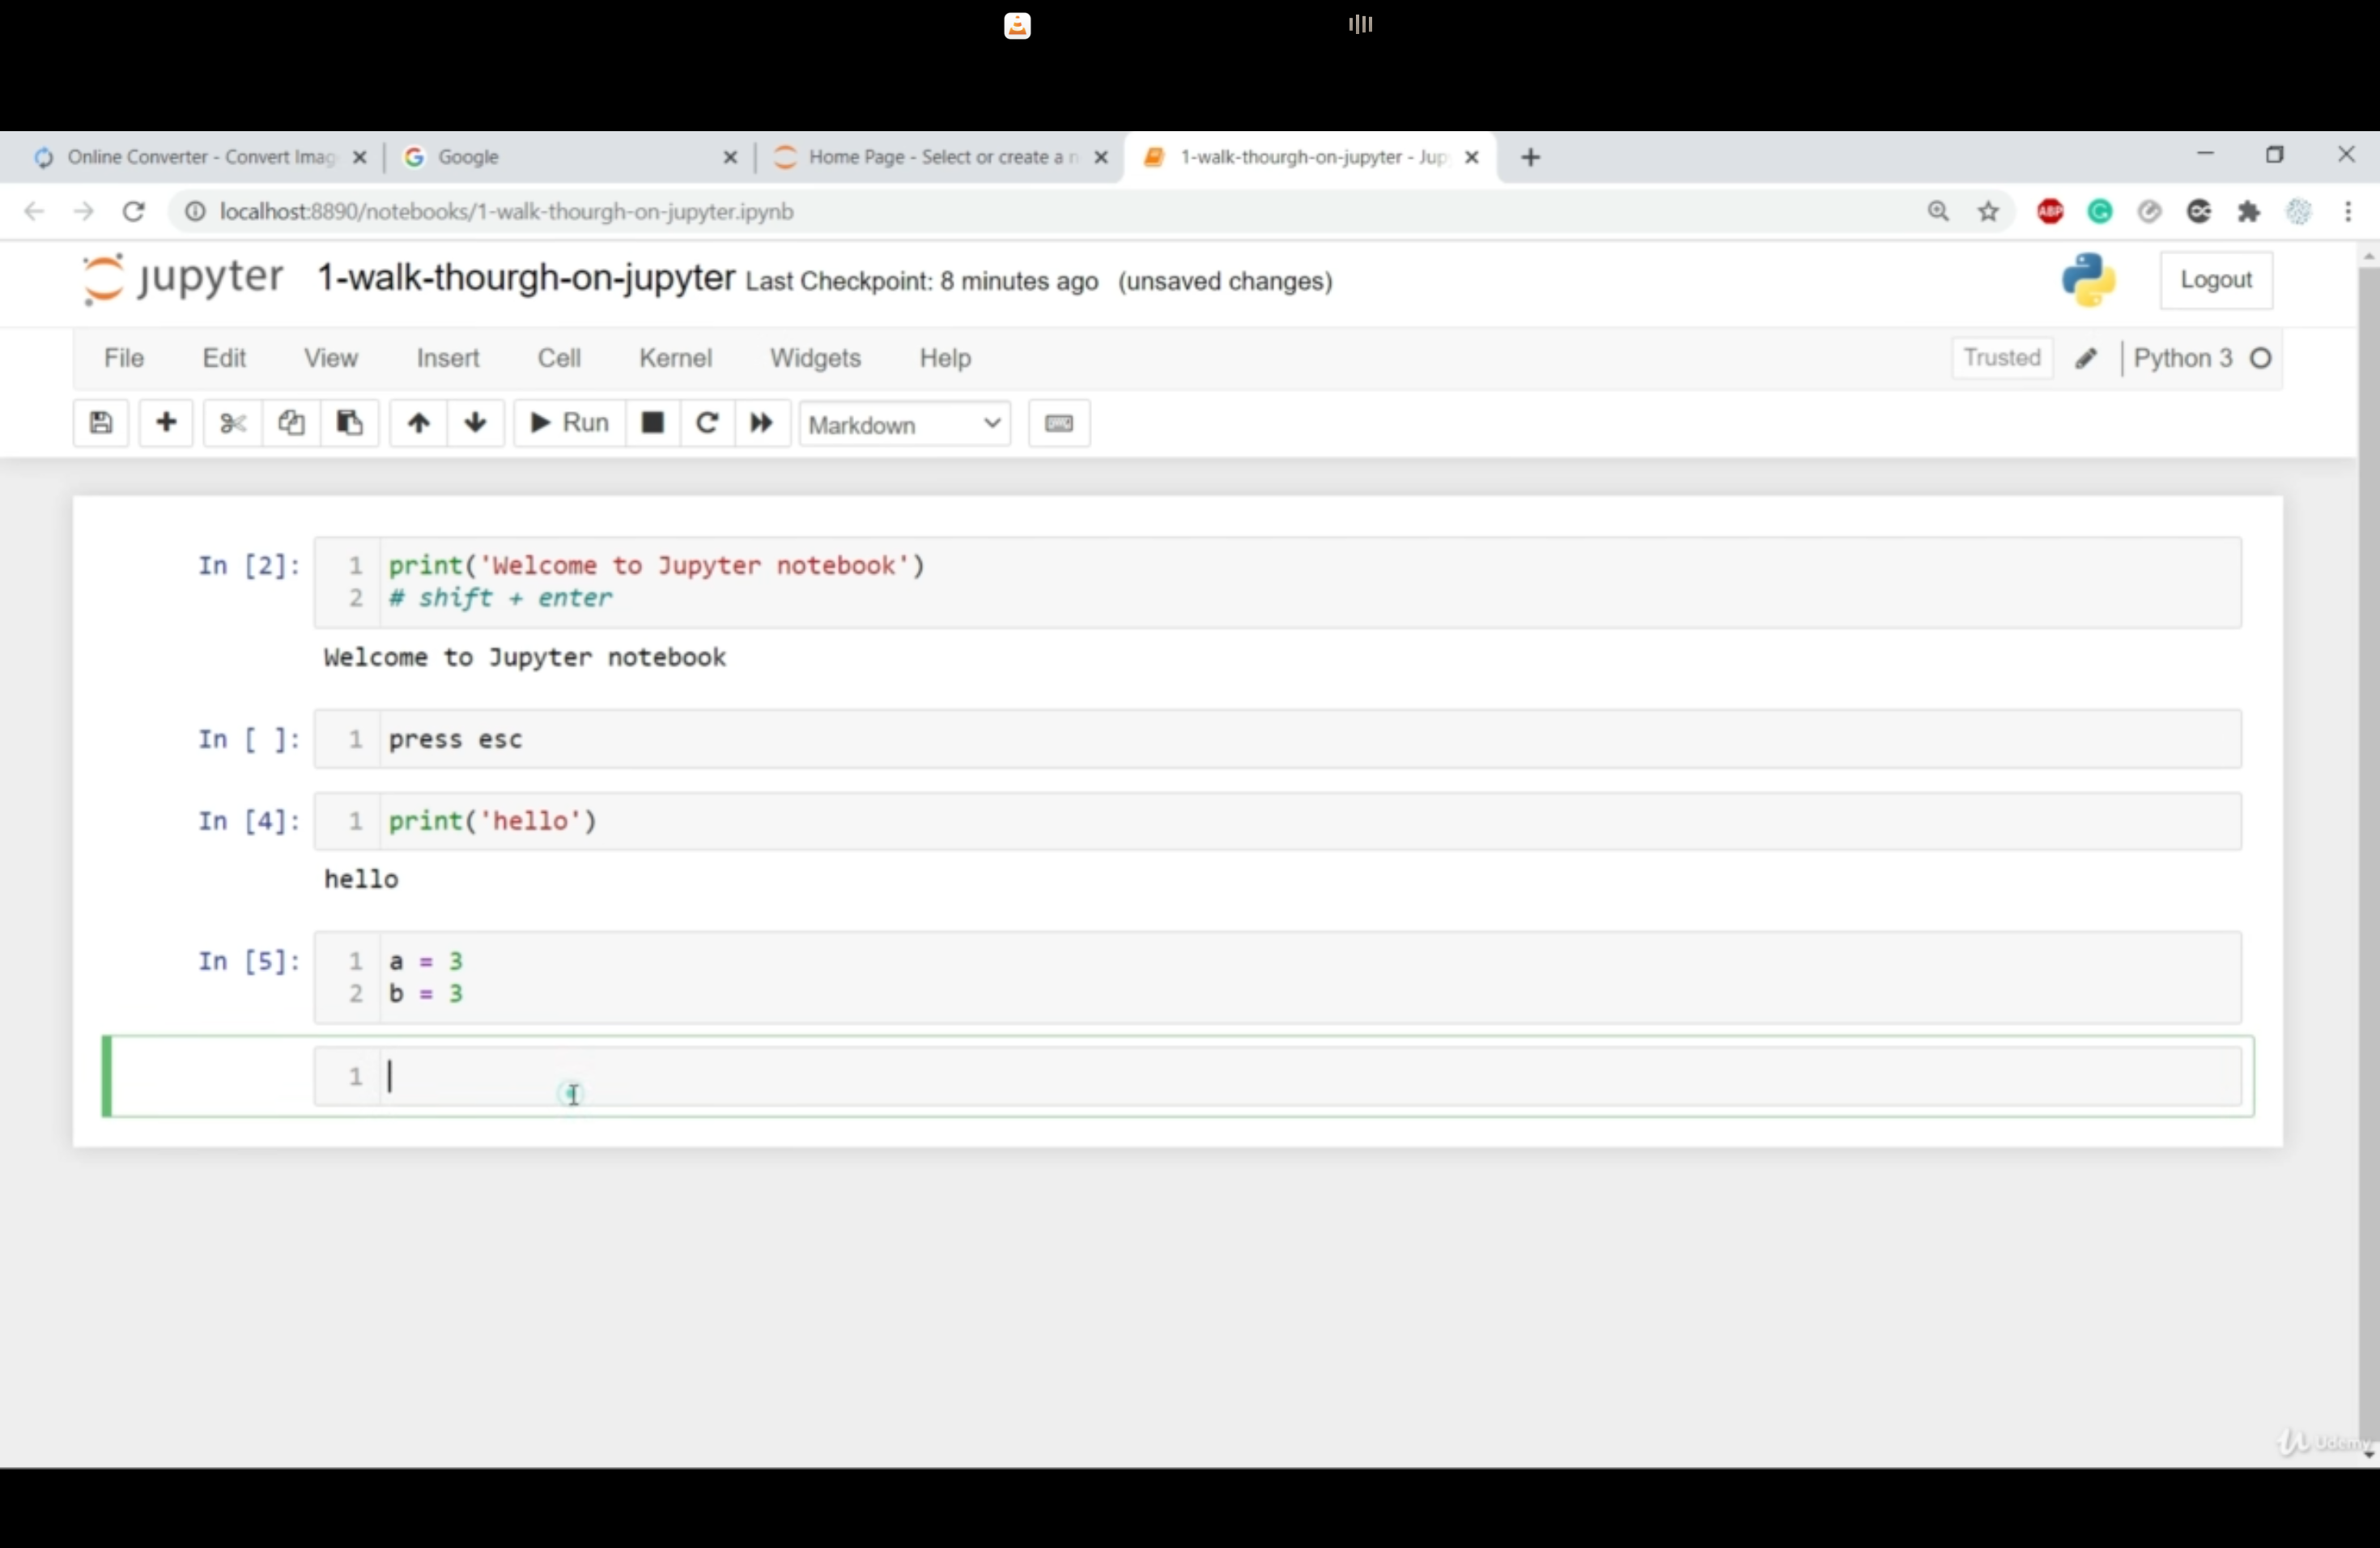 Online Converter - Convert Imag
Google
Home Page - Select or create a n
1-walk-thourgh-on-jupyter - Jup
localhost:8890/notebooks/1-walk-thourgh-on-jupyter.ipynb
ABP
jupyter 1-walk-thourgh-on-jupyter Last Checkpoint: 8 minutes ago (unsaved changes)
Logout
File Edit View Insert Cell Kernel Widgets Help
Trusted Python 3
Run Markdown
In [2]: 1 print('Welcome to Jupyter notebook')
2 # shift + enter
Welcome to Jupyter notebook
In [ ]: 1 press esc
In [4]: 1 print('hello')
hello
In [5]: 1 a = 3
2 b = 3
1
Udemy